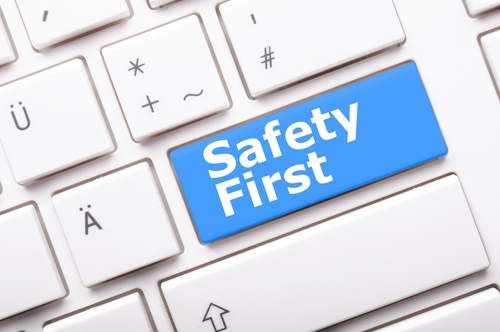 '
*
+ ~
'
#
Ü
Safety
First
Ä
⇧